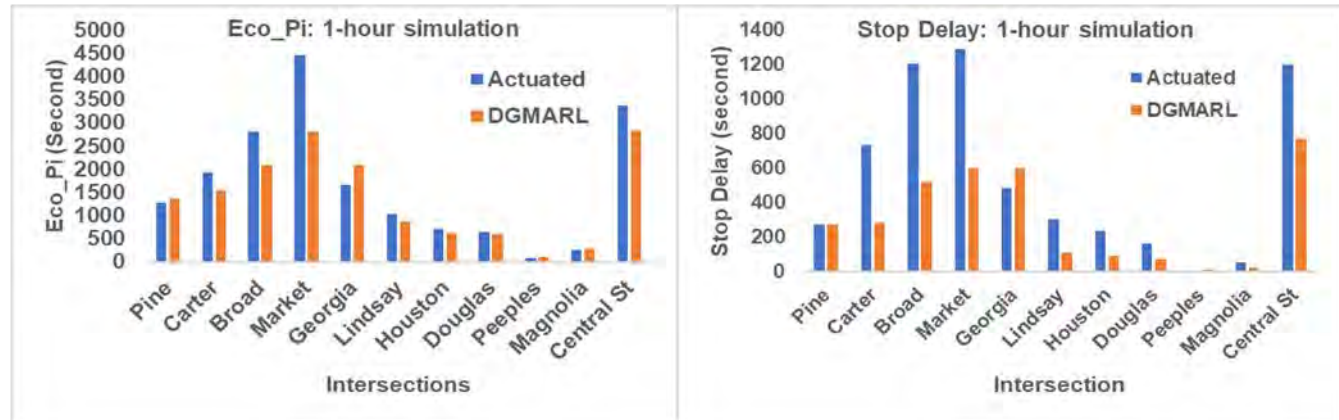 Eco_Pi: 1-hour simulation
Eco_Pi (Second)
5000
4500
4000
3500
3000
2500
2000
1500
1000
500
0
Actuated
DGMARL
Pine
Carter
Broad
Market
Georgia
Lindsay
Houston
Douglas
Peeples
Magnolia
Central St
Intersections
Stop Delay: 1-hour simulation
Stop Delay (second)
1400
1200
1000
800
600
400
200
0
Actuated
DGMARL
Pine
Carter
Broad
Market
Georgia
Lindsay
Houston
Douglas
Peeples
Magnolia
Central St
Intersection